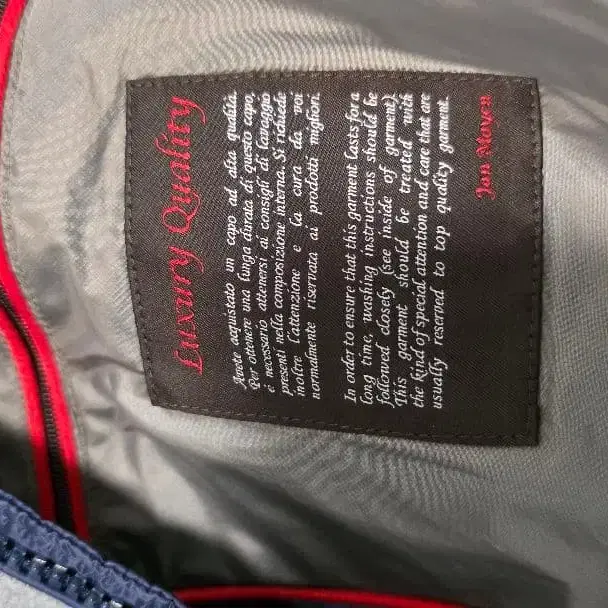 Luxury Quality
Avete acquistato un capo ad alta qualità.
Per ottenere una lunga durata di questo capo,
é necessario attenersi ai consigli di lavaggio
presenti nella composizione interna. Si richiede
inoltre l'attenzione e la cura da voi
normalmente riservata ai prodotti migliori.
In order to ensure that this garment lasts for a
long time, washing instructions should be
followed closely (see inside of garment).
This garment should be treated with
the kind of special attention and care that are
usually reserved to top quality garment.
Jan Mayen